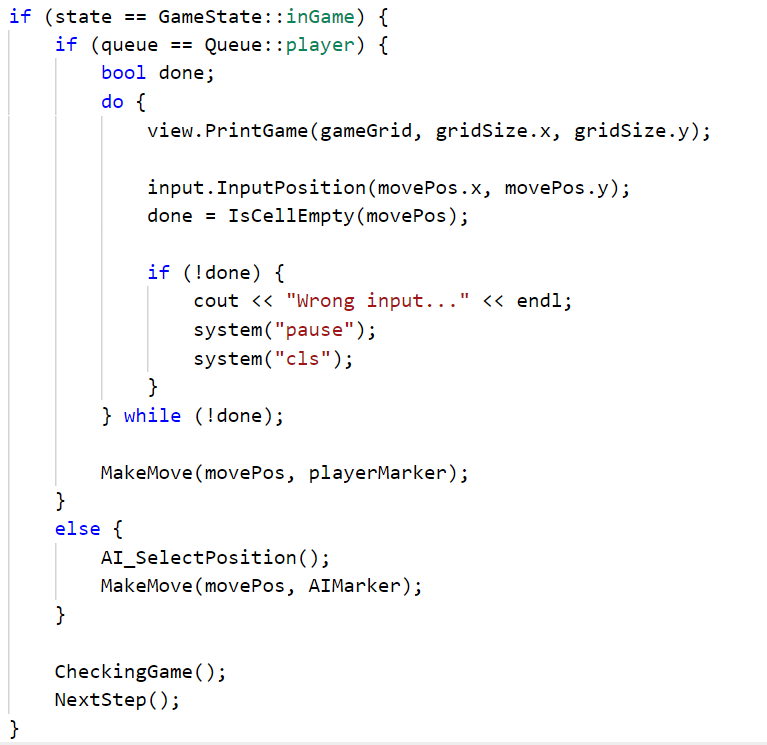 if (state == GameState::inGame) {
    if (queue == Queue::player) {
        bool done;
        do {
            view.PrintGame(gameGrid, gridSize.x, gridSize.y);

            input.InputPosition(movePos.x, movePos.y);
            done = IsCellEmpty(movePos);

            if (!done) {
                cout << "Wrong input..." << endl;
                system("pause");
                system("cls");
            }
        } while (!done);

        MakeMove(movePos, playerMarker);
    }
    else {
        AI_SelectPosition();
        MakeMove(movePos, AIMarker);
    }

    CheckingGame();
    NextStep();
}